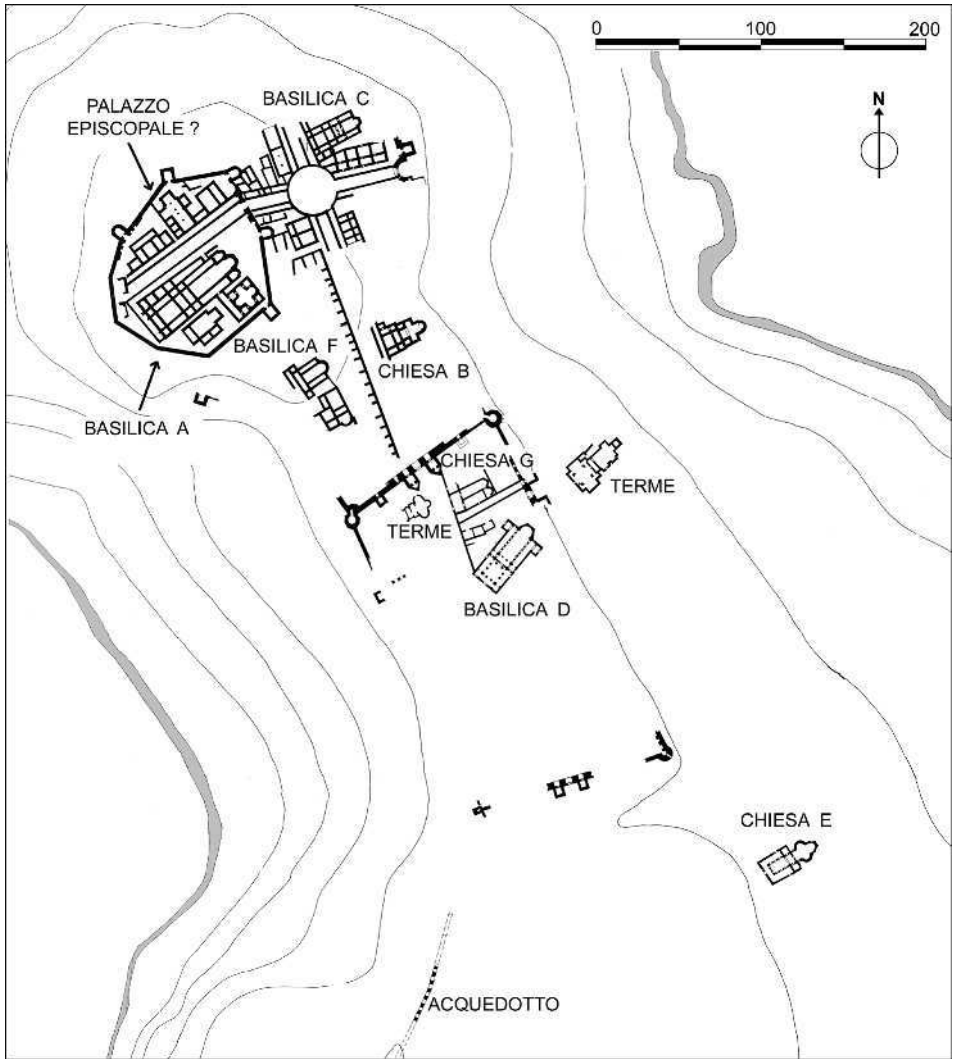 0 100 200
BASILICA C
PALAZZO
EPISCOPALE ?
N
BASILICA F
CHIESA B
BASILICA A
CHIESA G
TERME
TERME
BASILICA D
CHIESA E
ACQUEDOTTO